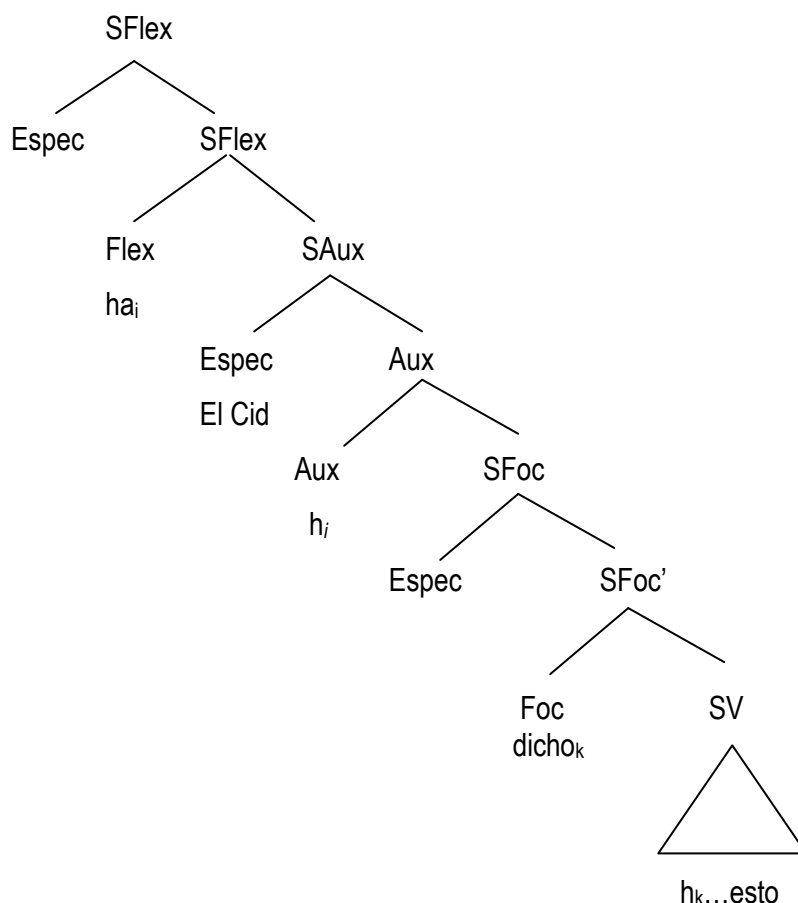 SFlex
Espec SFlex
Flex SAux
haᵢ
Espec Aux
El Cid
Aux SFoc
hᵢ
Espec SFoc’
Foc SV
dichoₖ
hₖ…esto